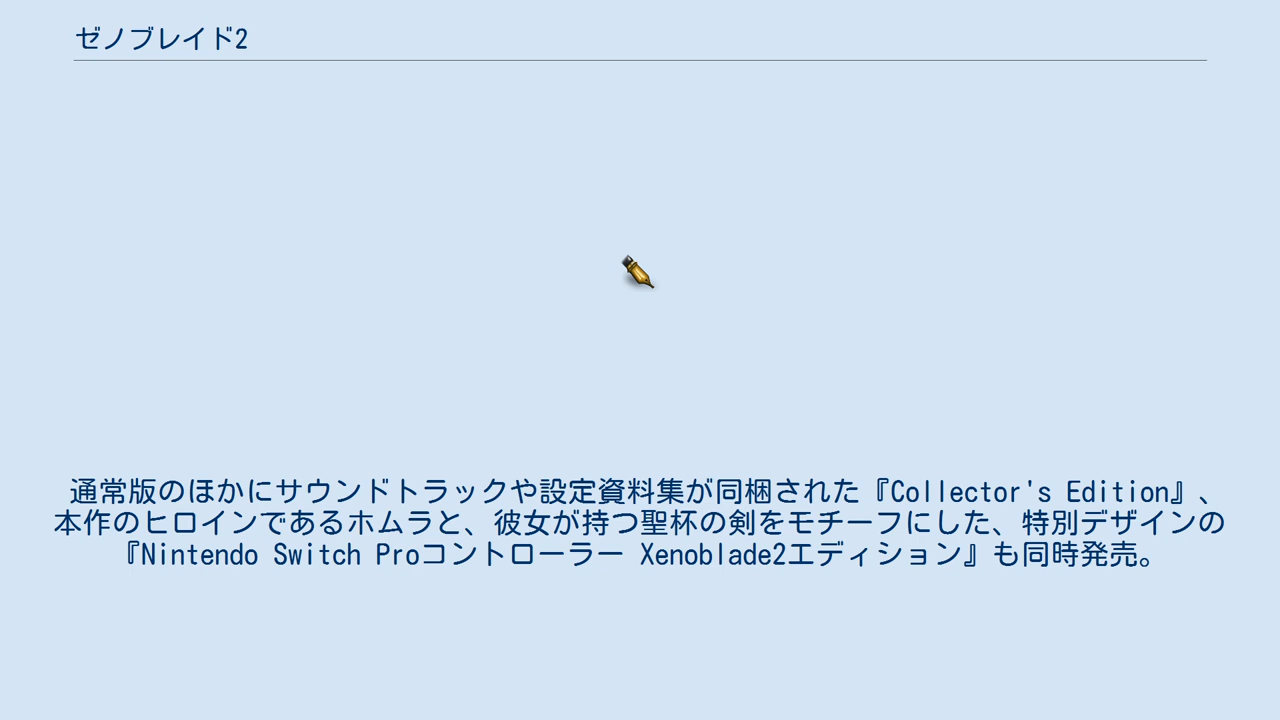 ゼノブレイド2
通常版のほかにサウンドトラックや設定資料集が同梱された『Collector's Edition』、
本作のヒロインであるホムラと、彼女が持つ聖杯の剣をモチーフにした、特別デザインの
『Nintendo Switch Proコントローラー Xenoblade2エディション』も同時発売。